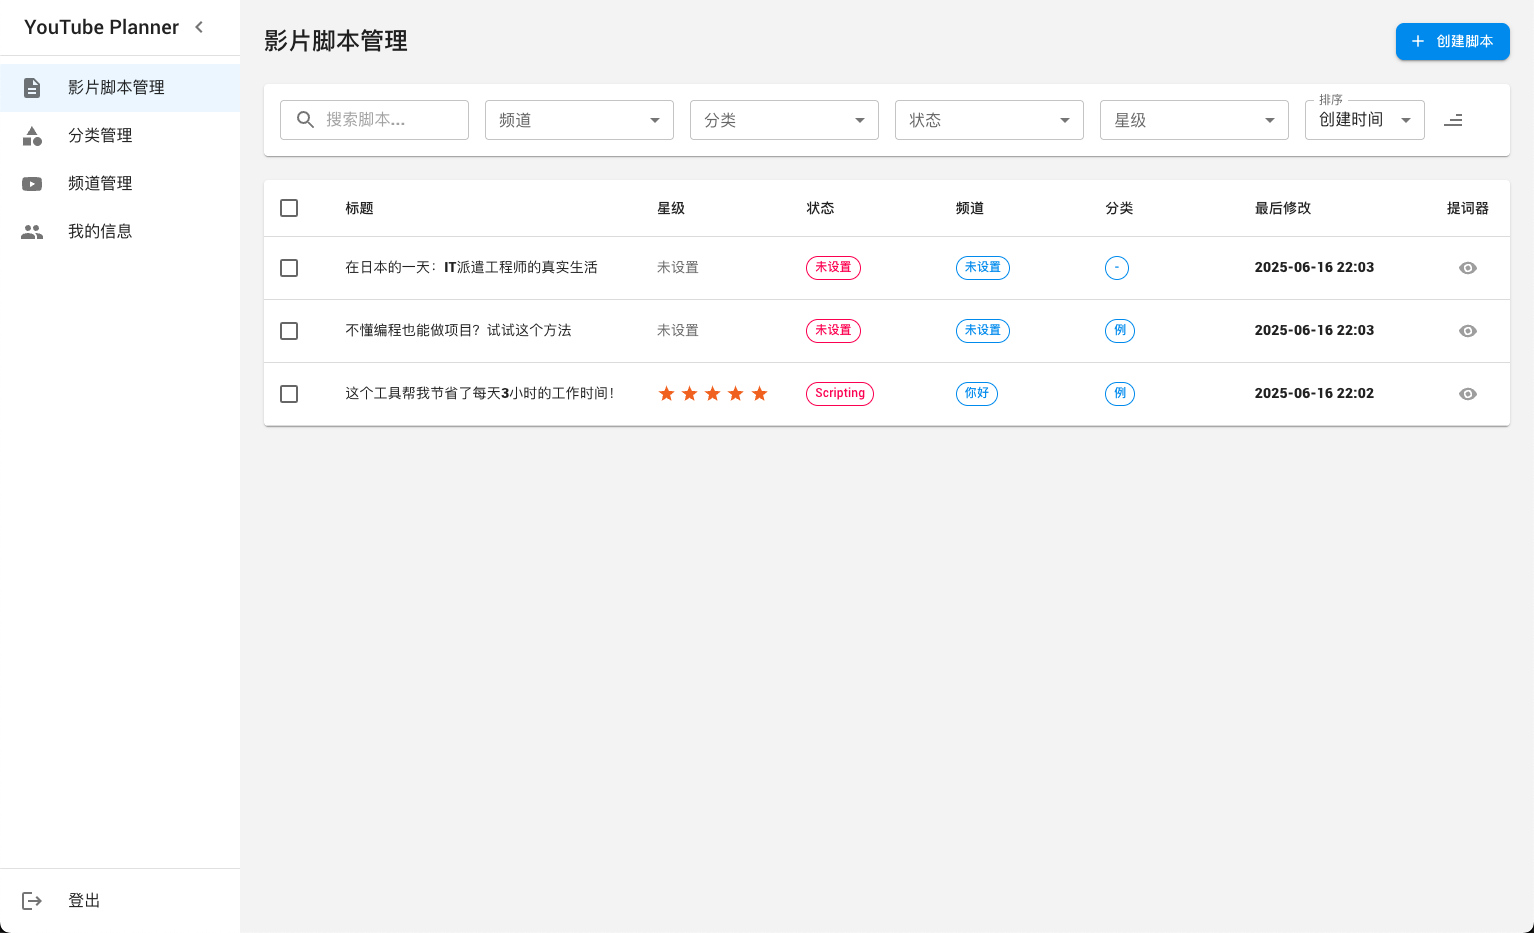 YouTube Planner
影片脚本管理
分类管理
频道管理
我的信息
登出
影片脚本管理
创建脚本
搜索脚本...
频道
分类
状态
星级
排序
创建时间
标题 星级 状态 频道 分类 最后修改 提词器
在日本的一天：IT派遣工程师的真实生活 未设置 未设置 未设置 - 2025-06-16 22:03
不懂编程也能做项目？试试这个方法 未设置 未设置 未设置 例 2025-06-16 22:03
这个工具帮我节省了每天3小时的工作时间！ Scripting 你好 例 2025-06-16 22:02